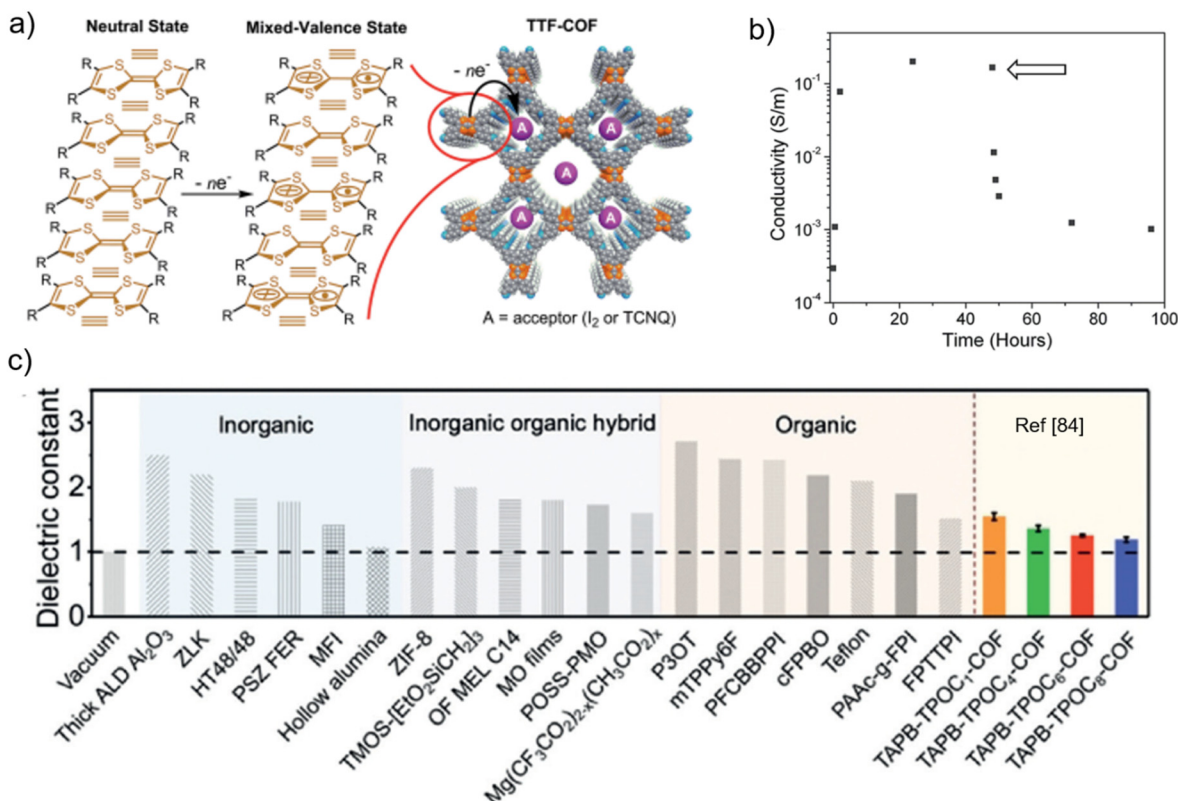 a)
Neutral State
Mixed-Valence State
TTF-COF
R R
S S
S S
R R
R R
S S
S S
R R
R R
S S
S S
R R
R R
S S
S S
R R
R R
S S
S S
R R
- ne-
R R
S S
S S
R R
R R
S S
S S
R R
R R
S S
S S
R R
R R
S S
S S
R R
R R
S S
S S
R R
- ne-
A A
A
A A
A = acceptor (I₂ or TCNQ)
b)
Conductivity (S/m)
10⁻¹
10⁻²
10⁻³
10⁻⁴
0 20 40 60 80 100
Time (Hours)
c)
Dielectric constant
3
2
1
0
Inorganic
Inorganic organic hybrid
Organic
Ref [84]
Vacuum
Thick ALD Al₂O₃
ZLK
HT48/48
PSZ FER
MFI
Hollow alumina
ZIF-8
TMOS-[EtO₂SiCH₂]₃
OF MEL C14
MO films
POSS-PMO
Mg(CF₃CO₂)₂₋ₓ(CH₃CO₂)ₓ
P3OT
mTPPy6F
PFCBBPPI
cFPBO
Teflon
PAAc-g-FPI
FPTTPI
TAPB-TPOC₁-COF
TAPB-TPOC₄-COF
TAPB-TPOC₆-COF
TAPB-TPOC₈-COF